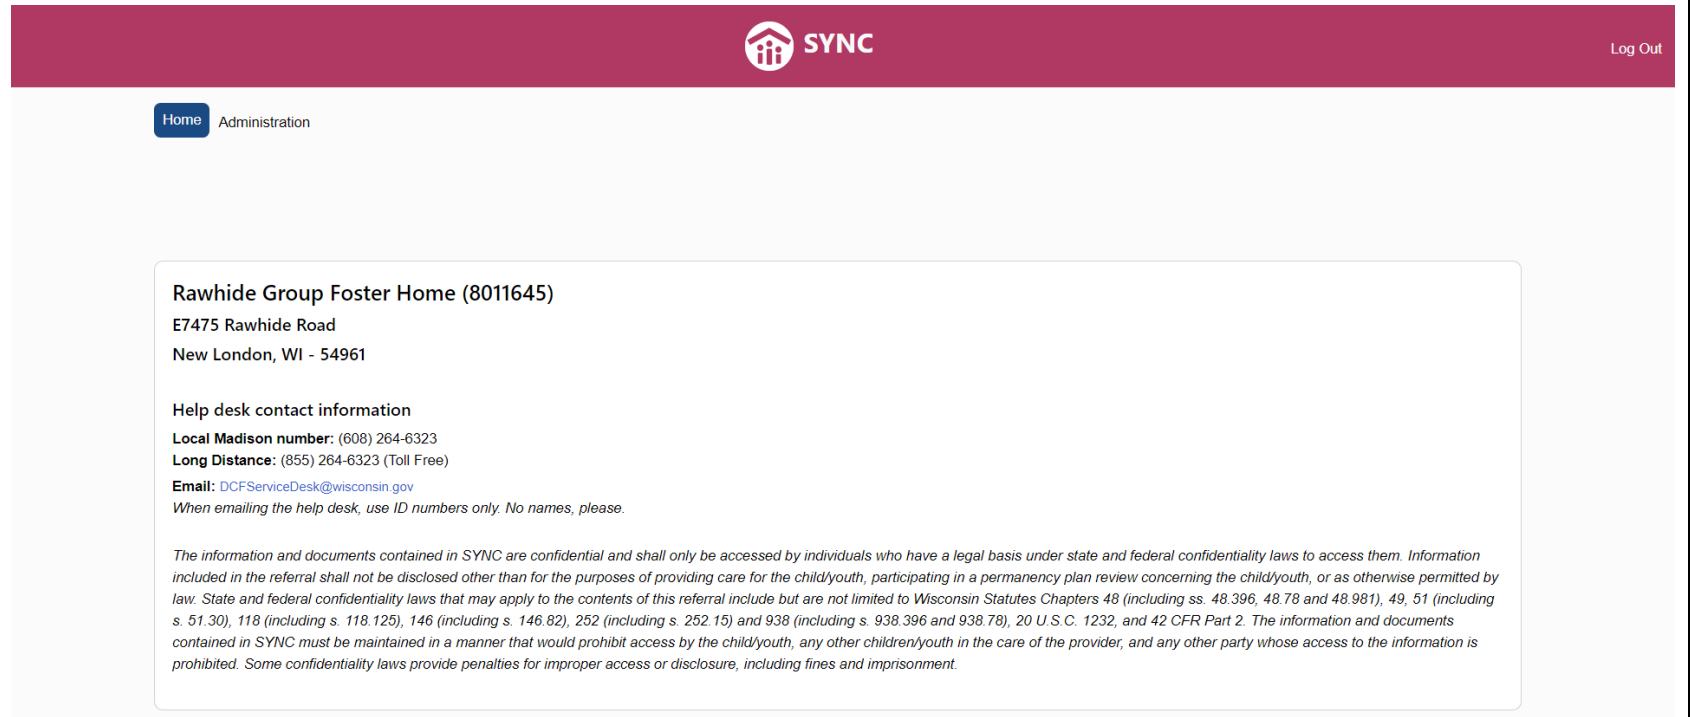 SYNC
Log Out
Home
Administration
Rawhide Group Foster Home (8011645)
E7475 Rawhide Road
New London, WI - 54961
Help desk contact information
Local Madison number: (608) 264-6323
Long Distance: (855) 264-6323 (Toll Free)
Email: DCFServiceDesk@wisconsin.gov
When emailing the help desk, use ID numbers only. No names, please.
The information and documents contained in SYNC are confidential and shall only be accessed by individuals who have a legal basis under state and federal confidentiality laws to access them. Information
included in the referral shall not be disclosed other than for the purposes of providing care for the child/youth, participating in a permanency plan review concerning the child/youth, or as otherwise permitted by
law. State and federal confidentiality laws that may apply to the contents of this referral include but are not limited to Wisconsin Statutes Chapters 48 (including ss. 48.396, 48.78 and 48.981), 49, 51 (including
s. 51.30), 118 (including s. 118.125), 146 (including s. 146.82), 252 (including s. 252.15) and 938 (including s. 938.396 and 938.78), 20 U.S.C. 1232, and 42 CFR Part 2. The information and documents
contained in SYNC must be maintained in a manner that would prohibit access by the child/youth, any other children/youth in the care of the provider, and any other party whose access to the information is
prohibited. Some confidentiality laws provide penalties for improper access or disclosure, including fines and imprisonment.